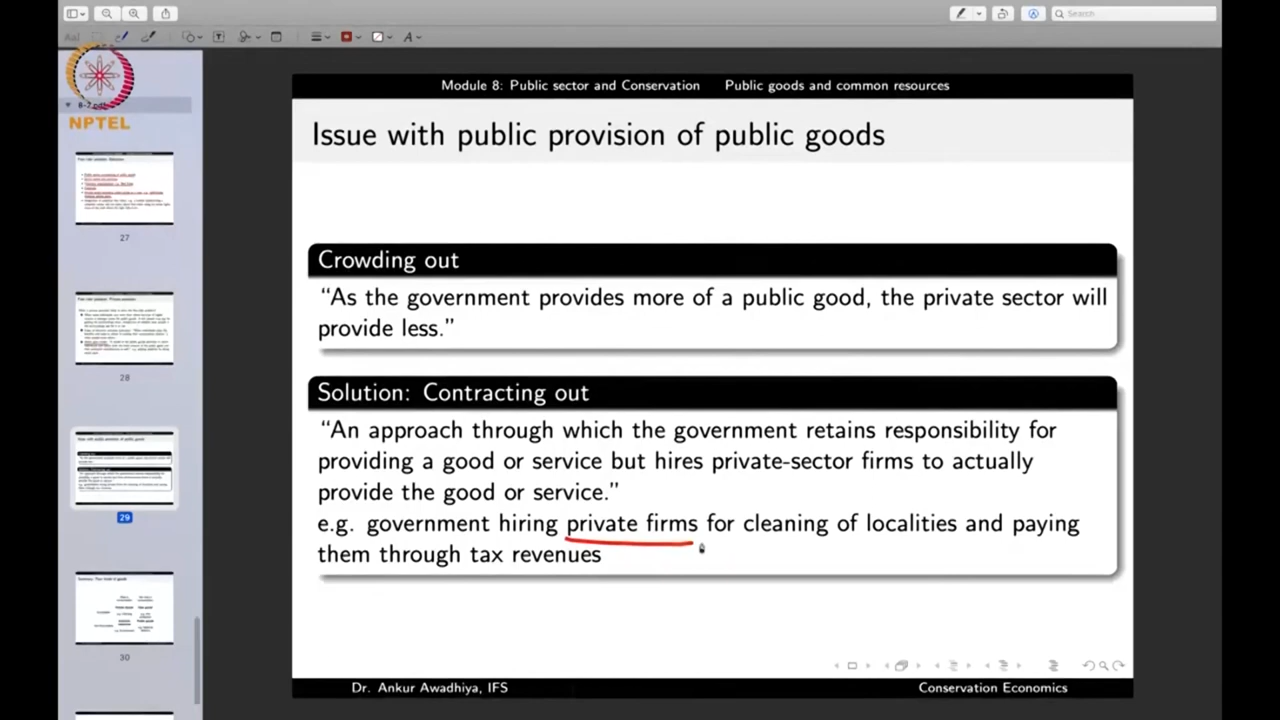 Search
NPTEL
8-2.pdf
27
28
29
30
Module 8: Public sector and Conservation Public goods and common resources
Issue with public provision of public goods
Crowding out
“As the government provides more of a public good, the private sector will
provide less.”
Solution: Contracting out
“An approach through which the government retains responsibility for
providing a good or service but hires private-sector firms to actually
provide the good or service.”
e.g. government hiring private firms for cleaning of localities and paying
them through tax revenues
Dr. Ankur Awadhiya, IFS
Conservation Economics